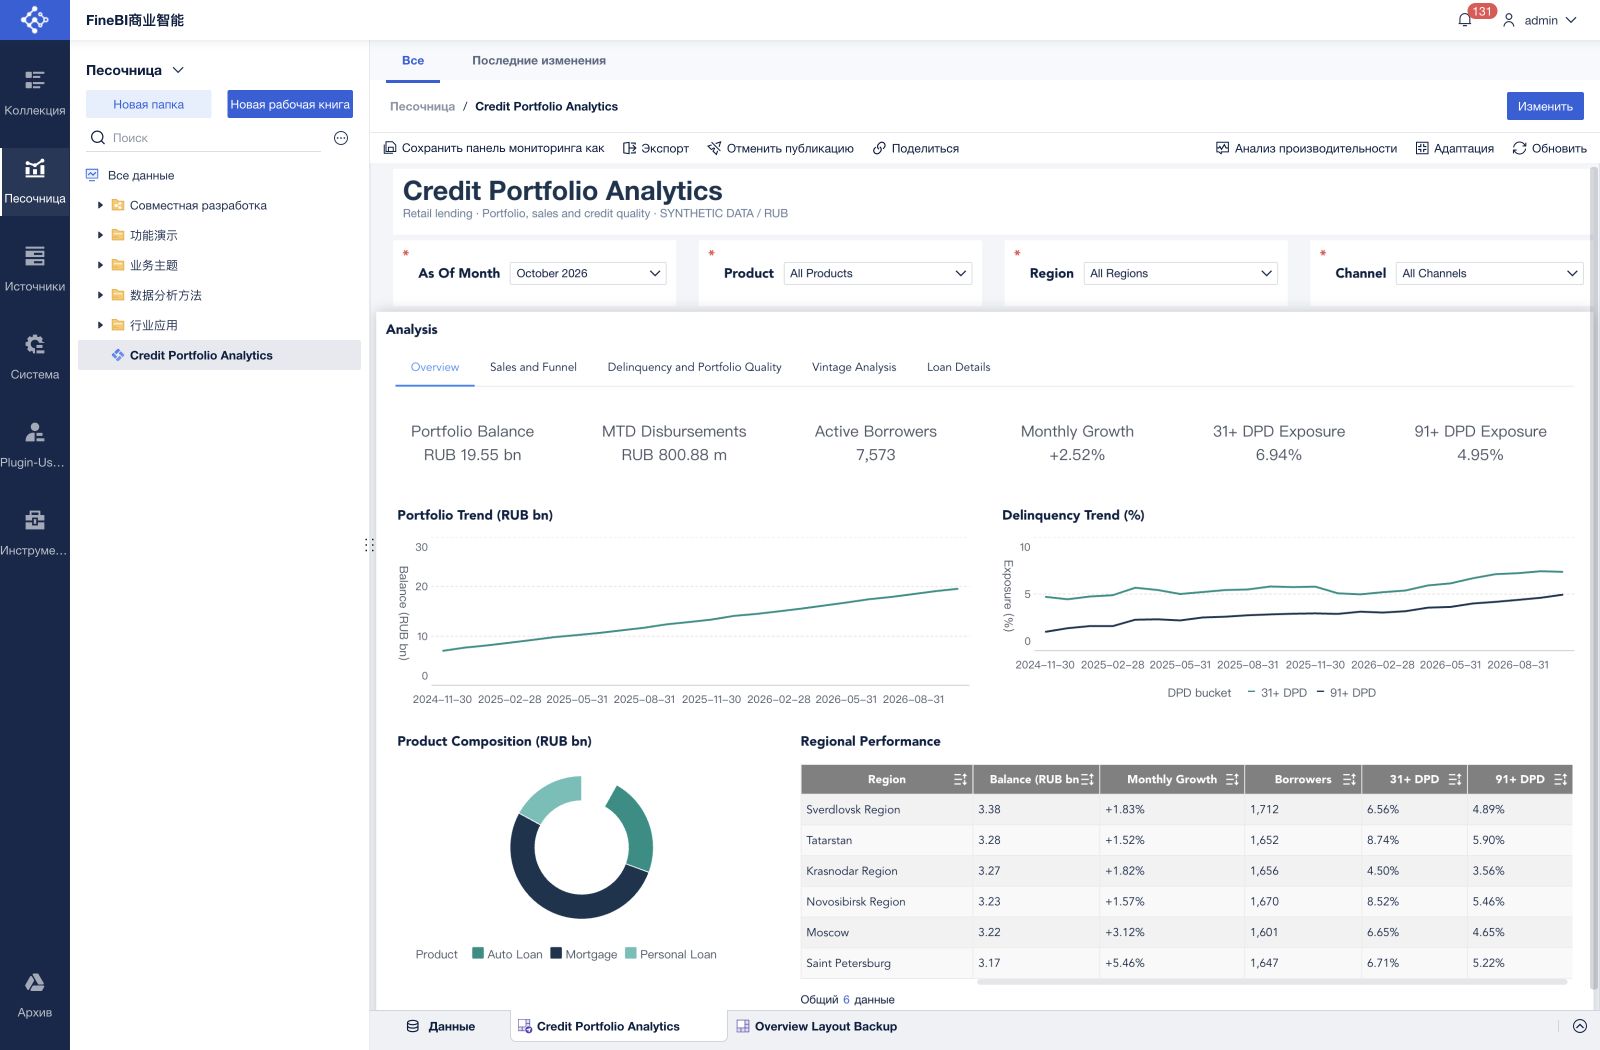 FineBI商业智能
131
admin
Коллекция
Песочница
Источники
Система
Plugin-Us...
Инструме...
Архив
Песочница
Новая папка
Новая рабочая книга
Поиск
Все данные
Совместная разработка
功能演示
业务主题
数据分析方法
行业应用
Credit Portfolio Analytics
Все
Последние изменения
Песочница / Credit Portfolio Analytics
Изменить
Сохранить панель мониторинга как
Экспорт
Отменить публикацию
Поделиться
Анализ производительности
Адаптация
Обновить
Credit Portfolio Analytics
Retail lending · Portfolio, sales and credit quality · SYNTHETIC DATA / RUB
* As Of Month October 2026
* Product All Products
* Region All Regions
* Channel All Channels
Analysis
Overview Sales and Funnel Delinquency and Portfolio Quality Vintage Analysis Loan Details
Portfolio Balance MTD Disbursements Active Borrowers Monthly Growth 31+ DPD Exposure 91+ DPD Exposure
RUB 19.55 bn RUB 800.88 m 7,573 +2.52% 6.94% 4.95%
Portfolio Trend (RUB bn)
Balance (RUB bn)
30
20
10
0
2024-11-30 2025-02-28 2025-05-31 2025-08-31 2025-11-30 2026-02-28 2026-05-31 2026-08-31
Delinquency Trend (%)
Exposure (%)
10
5
0
2024-11-30 2025-02-28 2025-05-31 2025-08-31 2025-11-30 2026-02-28 2026-05-31 2026-08-31
DPD bucket 31+ DPD 91+ DPD
Product Composition (RUB bn)
Product Auto Loan Mortgage Personal Loan
Regional Performance
Region Balance (RUB bn Monthly Growth Borrowers 31+ DPD 91+ DPD
Sverdlovsk Region 3.38 +1.83% 1,712 6.56% 4.89%
Tatarstan 3.28 +1.52% 1,652 8.74% 5.90%
Krasnodar Region 3.27 +1.82% 1,656 4.50% 3.56%
Novosibirsk Region 3.23 +1.57% 1,670 8.52% 5.46%
Moscow 3.22 +3.12% 1,601 6.65% 4.65%
Saint Petersburg 3.17 +5.46% 1,647 6.71% 5.22%
Общий 6 данные
Данные
Credit Portfolio Analytics
Overview Layout Backup